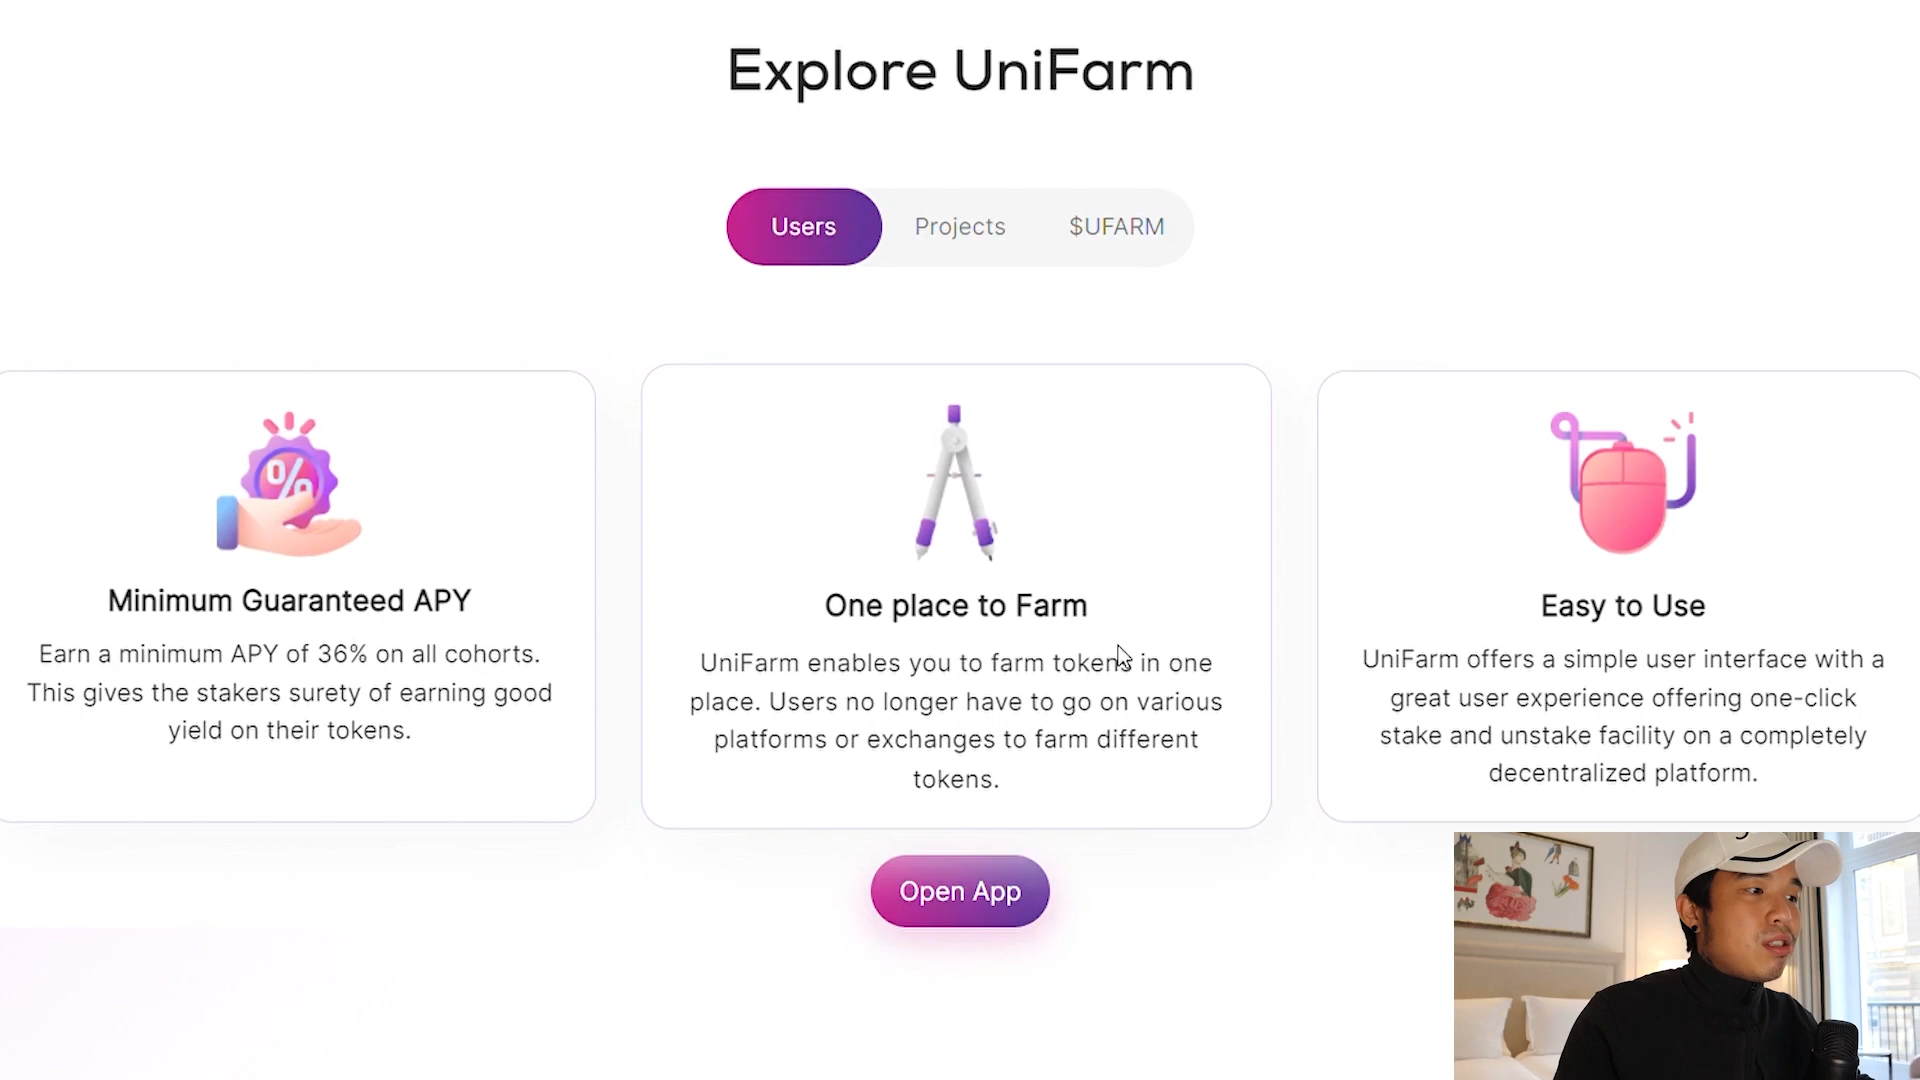 Explore UniFarm
Users
Projects
$UFARM
Minimum Guaranteed APY
Earn a minimum APY of 36% on all cohorts.
This gives the stakers surety of earning good
yield on their tokens.
One place to Farm
UniFarm enables you to farm tokens in one
place. Users no longer have to go on various
platforms or exchanges to farm different
tokens.
Easy to Use
UniFarm offers a simple user interface with a
great user experience offering one-click
stake and unstake facility on a completely
decentralized platform.
Open App